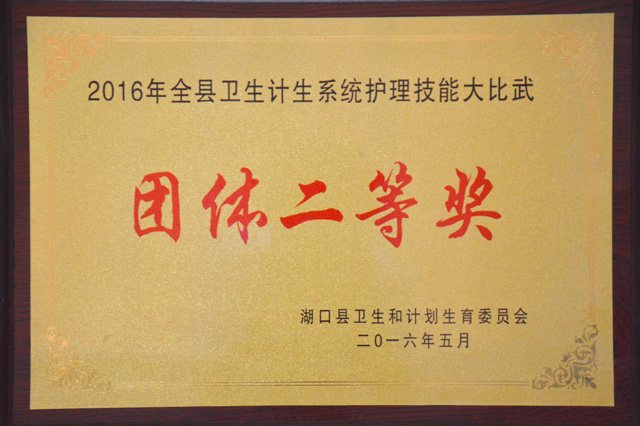 2016年全县卫生计生系统护理技能大比武
团体二等奖
湖口县卫生和计划生育委员会
二〇一六年五月